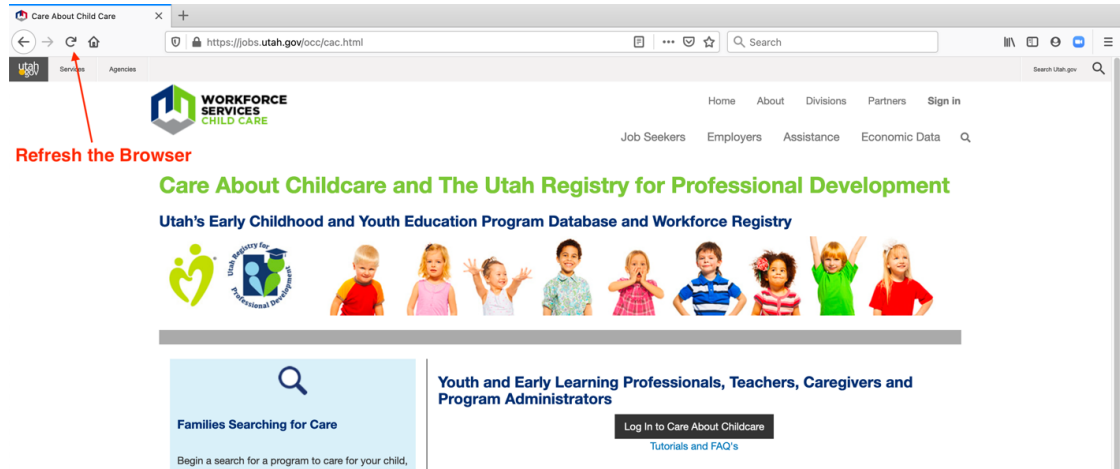 Care About Child Care
https://jobs.utah.gov/occ/cac.html
Search
utah
gov
Services
Agencies
Search Utah.gov
WORKFORCE
SERVICES
CHILD CARE
Home About Divisions Partners Sign in
Job Seekers Employers Assistance Economic Data
Refresh the Browser
Care About Childcare and The Utah Registry for Professional Development
Utah's Early Childhood and Youth Education Program Database and Workforce Registry
Utah Registry for
Professional Development
Families Searching for Care
Begin a search for a program to care for your child,
Youth and Early Learning Professionals, Teachers, Caregivers and
Program Administrators
Log In to Care About Childcare
Tutorials and FAQ's